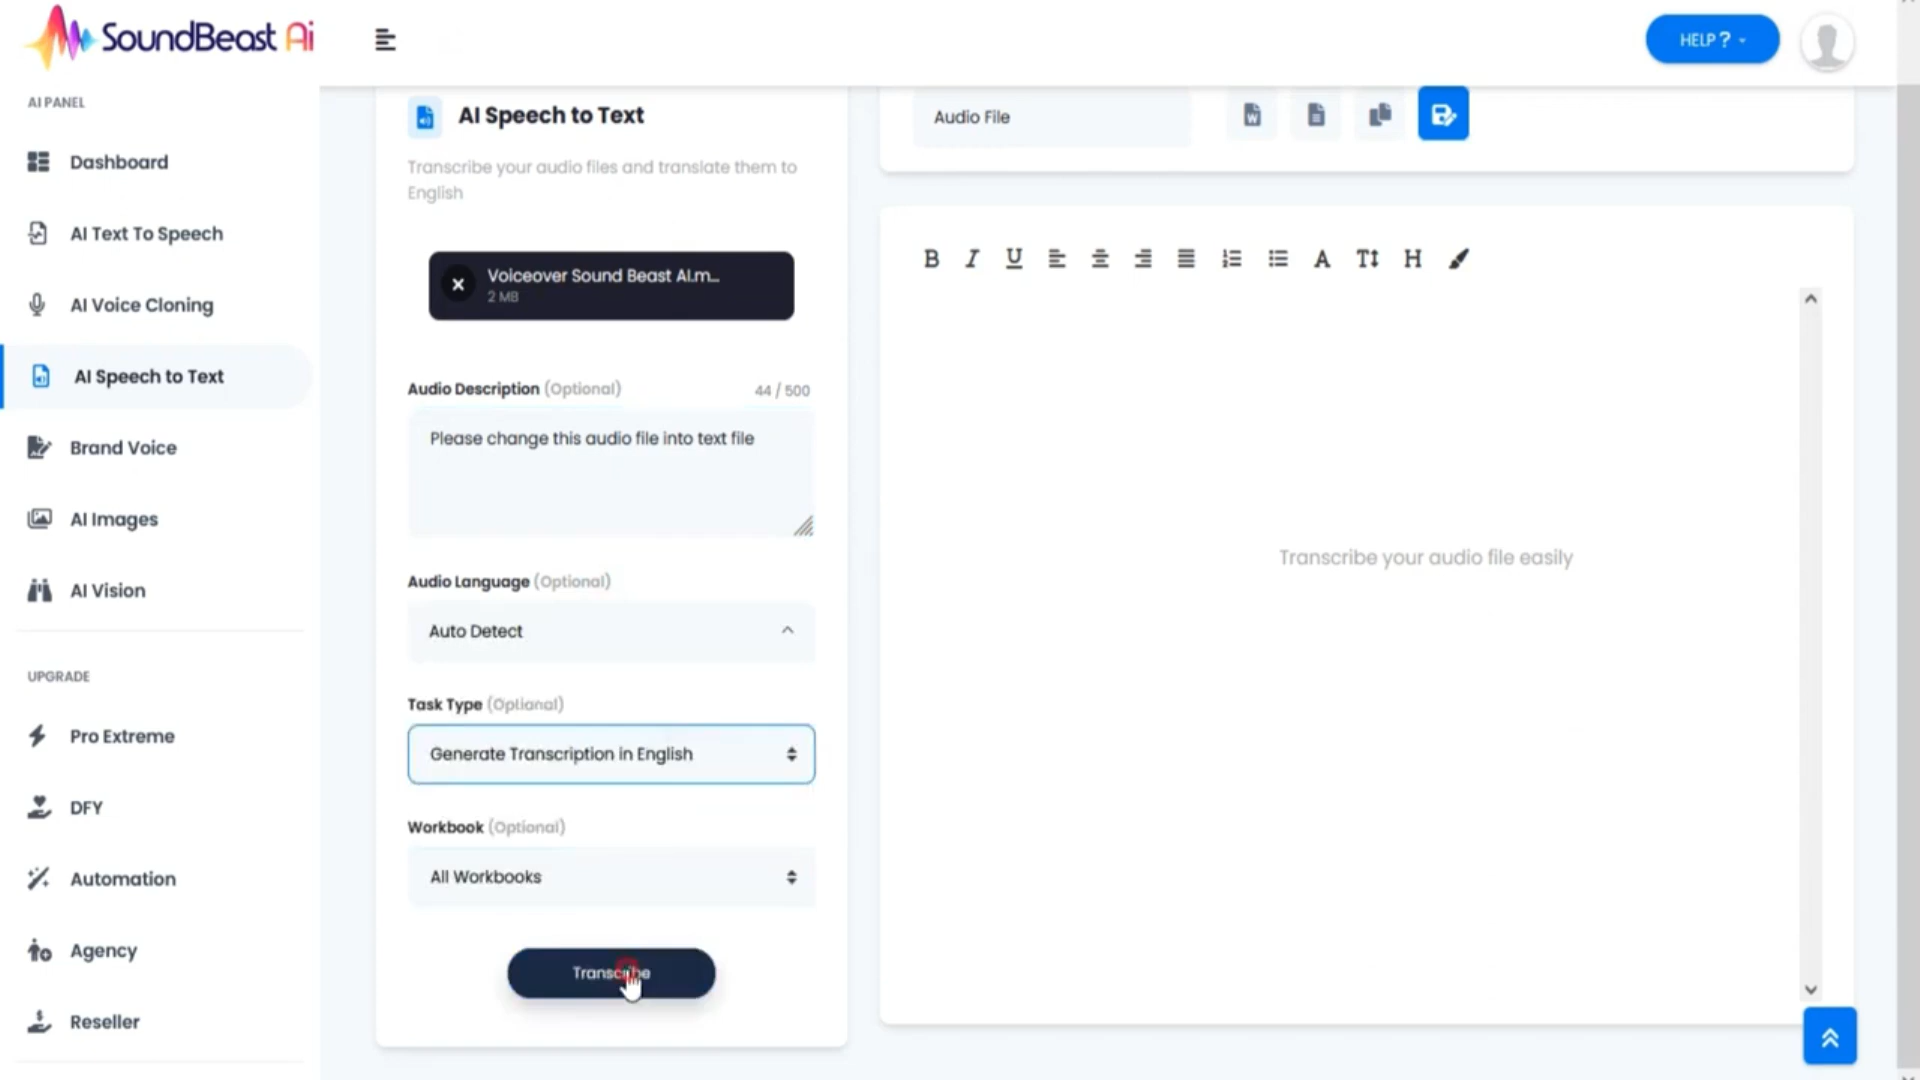 SoundBeast Ai
HELP ?
AI PANEL
Dashboard
AI Text To Speech
AI Voice Cloning
AI Speech to Text
Brand Voice
AI Images
AI Vision
UPGRADE
Pro Extreme
DFY
Automation
Agency
Reseller
AI Speech to Text
Transcribe your audio files and translate them to
English
Voiceover Sound Beast AI.m...
2 MB
Audio Description (Optional)
44 / 500
Please change this audio file into text file
Audio Language (Optional)
Auto Detect
Task Type (Optional)
Generate Transcription in English
Workbook (Optional)
All Workbooks
Transcribe
Audio File
W
B I U A T H
Transcribe your audio file easily